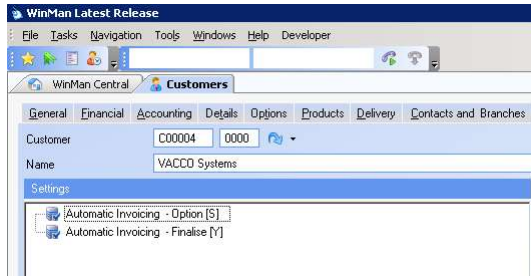 WinMan Latest Release
File Tasks Navigation Tools Windows Help Developer
WinMan Central Customers
General Financial Accounting Details Options Products Delivery Contacts and Branches
Customer C00004 0000
Name VACCO Systems
Settings
Automatic Invoicing - Option [S]
Automatic Invoicing - Finalise [Y]